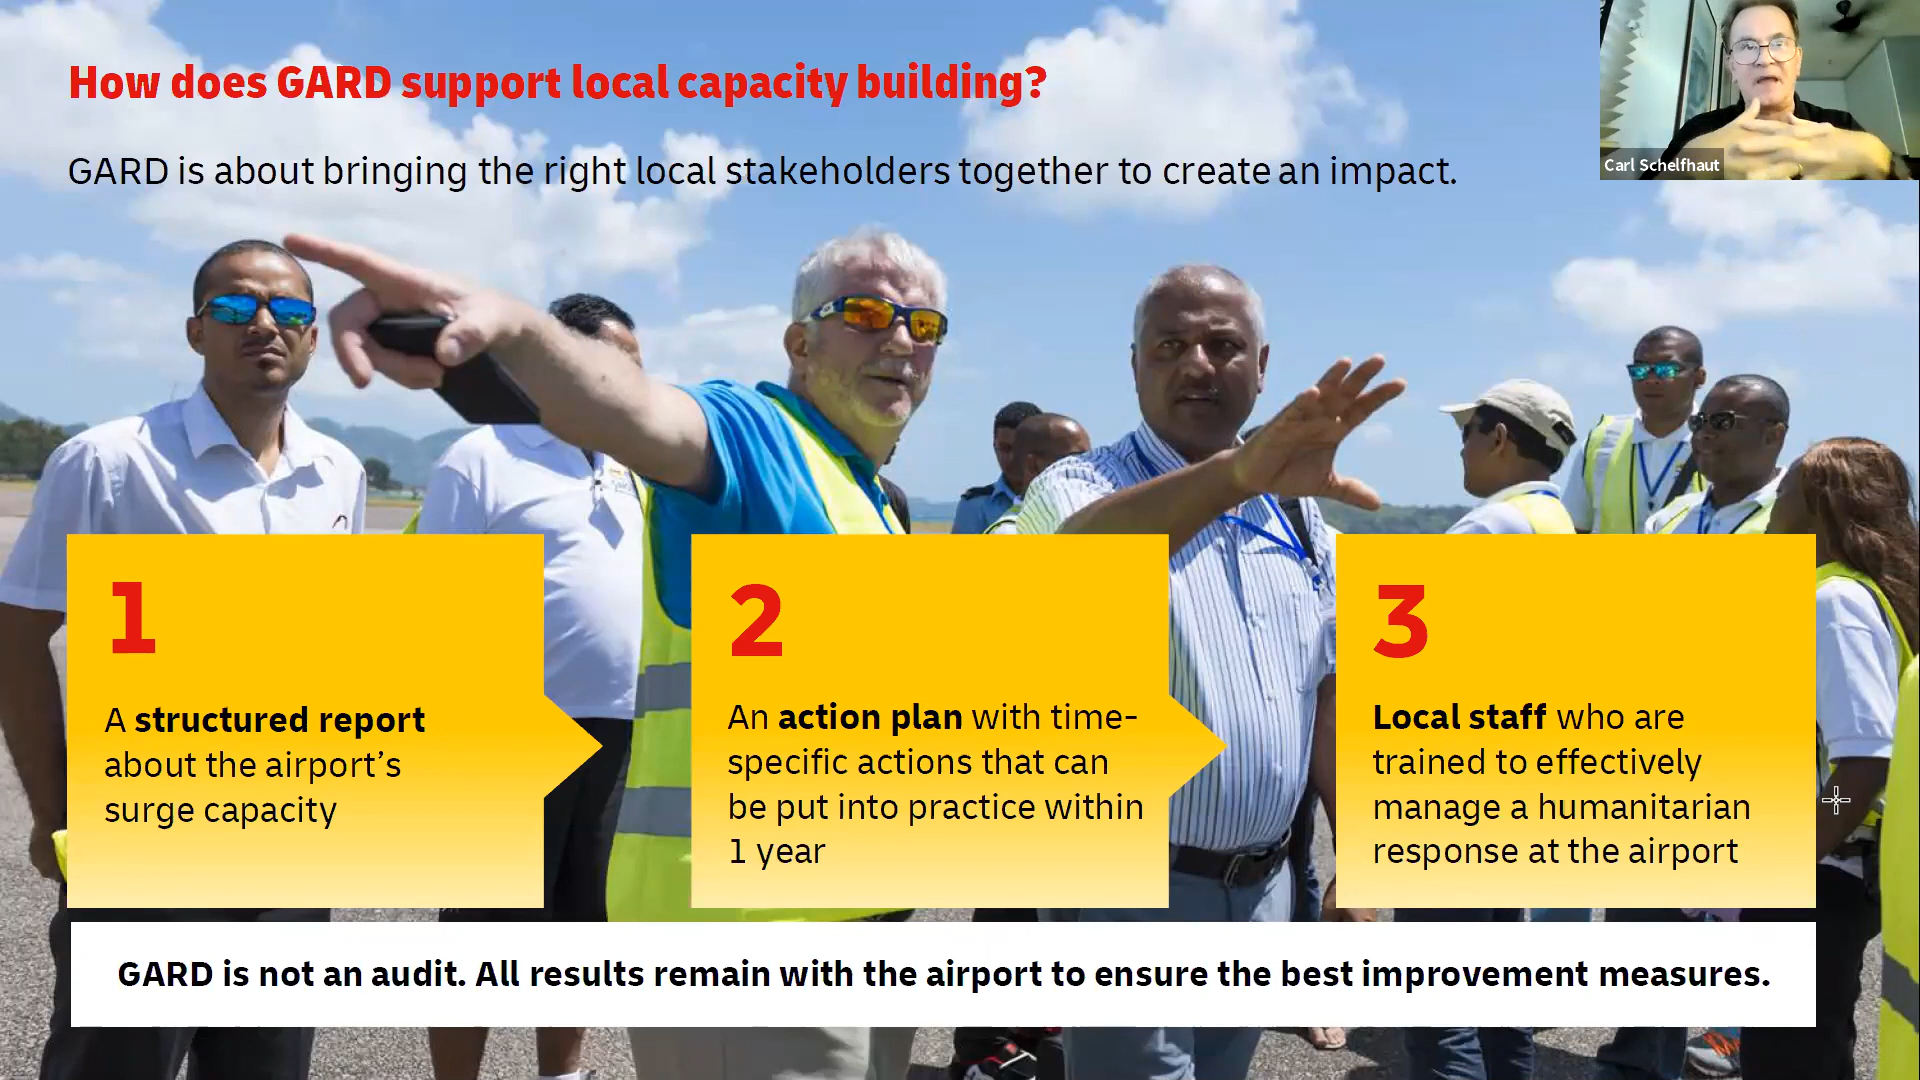 How does GARD support local capacity building?
GARD is about bringing the right local stakeholders together to create an impact.
Carl Schelfhaut
1
A structured report
about the airport's
surge capacity
2
An action plan with time-
specific actions that can
be put into practice within
1 year
3
Local staff who are
trained to effectively
manage a humanitarian
response at the airport
GARD is not an audit. All results remain with the airport to ensure the best improvement measures.